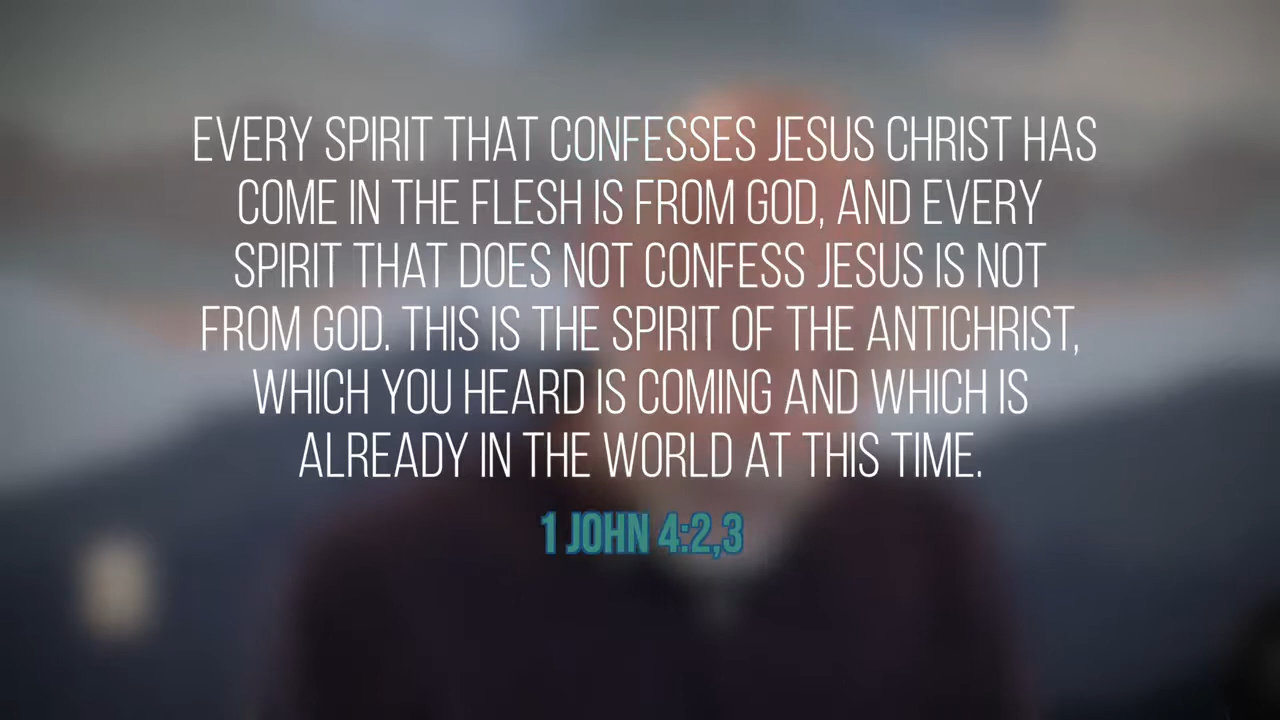 EVERY SPIRIT THAT CONFESSES JESUS CHRIST HAS
COME IN THE FLESH IS FROM GOD, AND EVERY
SPIRIT THAT DOES NOT CONFESS JESUS IS NOT
FROM GOD. THIS IS THE SPIRIT OF THE ANTICHRIST,
WHICH YOU HEARD IS COMING AND WHICH IS
ALREADY IN THE WORLD AT THIS TIME.
1 JOHN 4:2,3